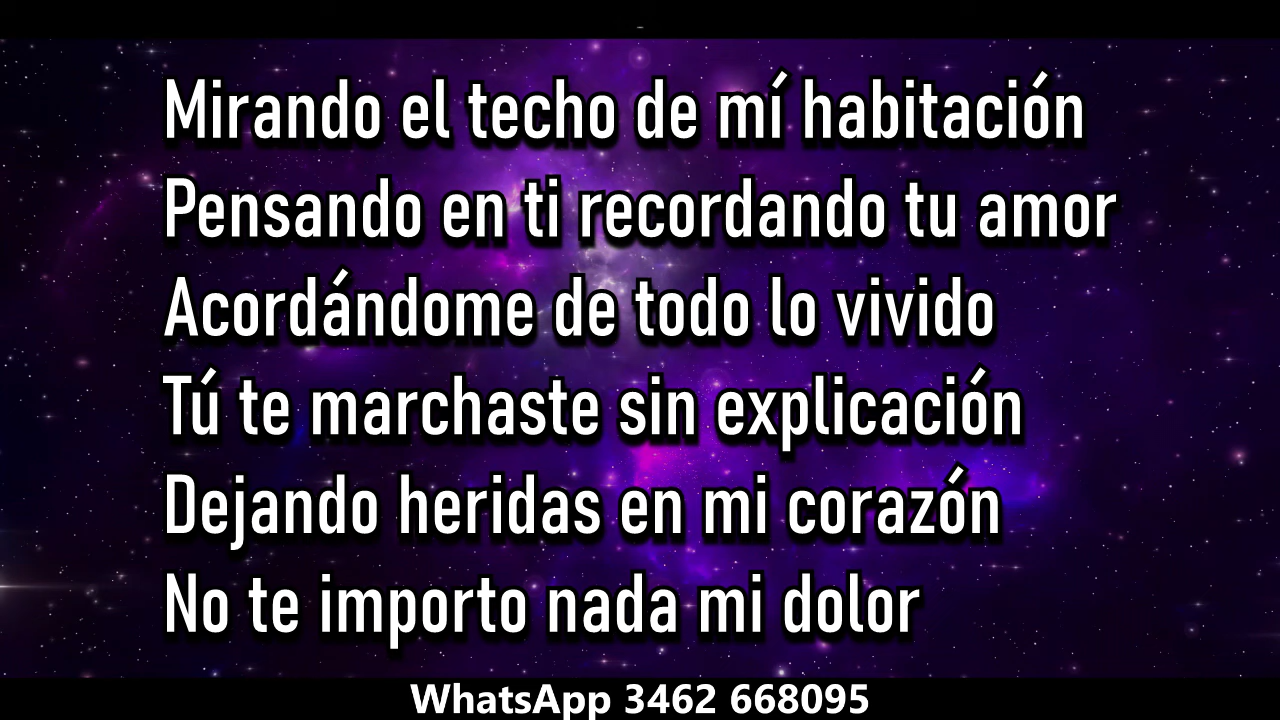 Mirando el techo de mí habitación
Pensando en ti recordando tu amor
Acordándome de todo lo vivido
Tú te marchaste sin explicación
Dejando heridas en mi corazón
No te importo nada mi dolor
WhatsApp 3462 668095